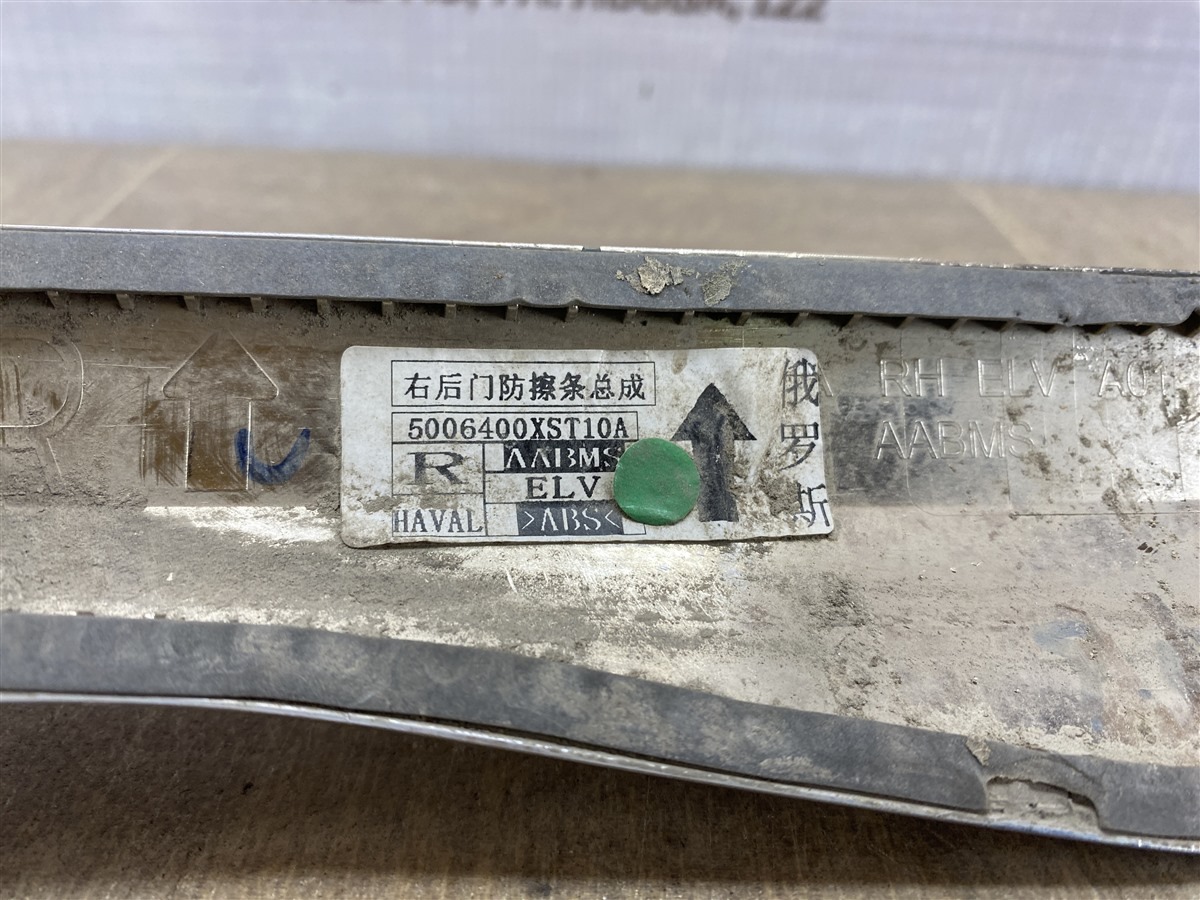 右后门防擦条总成
5006400XST10A
R
AABMS
ELV
HAVAL
>ABS<
俄罗斯
RH ELV A01
AABMS